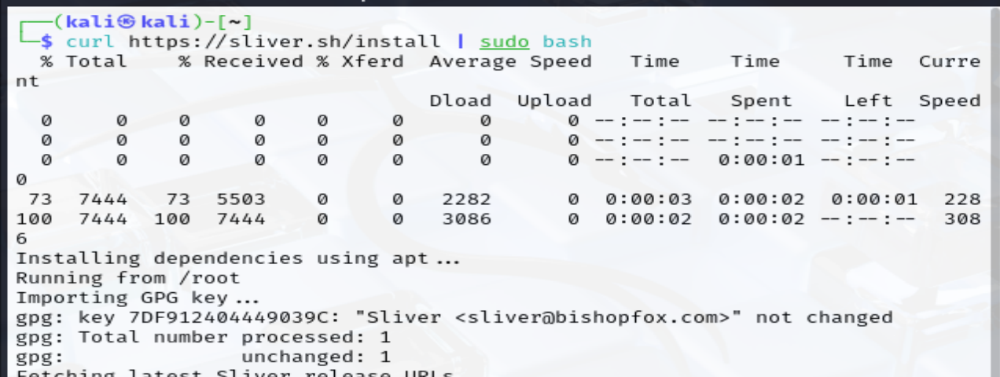 (kali㉿kali)-[~]
$ curl https://sliver.sh/install | sudo bash
% Total % Received % Xferd Average Speed Time Time Time Curre
nt
Dload Upload Total Spent Left Speed
0 0 0 0 0 0 0 0 --:--:-- --:--:-- --:--:--
0 0 0 0 0 0 0 0 --:--:-- --:--:-- --:--:--
0 0 0 0 0 0 0 0 --:--:-- 0:00:01 --:--:--
0
73 7444 73 5503 0 0 2282 0 0:00:03 0:00:02 0:00:01 228
100 7444 100 7444 0 0 3086 0 0:00:02 0:00:02 --:--:-- 308
6
Installing dependencies using apt...
Running from /root
Importing GPG key...
gpg: key 7DF912404449039C: "Sliver <sliver@bishopfox.com>" not changed
gpg: Total number processed: 1
gpg: unchanged: 1
Fetching latest Sliver release URLs